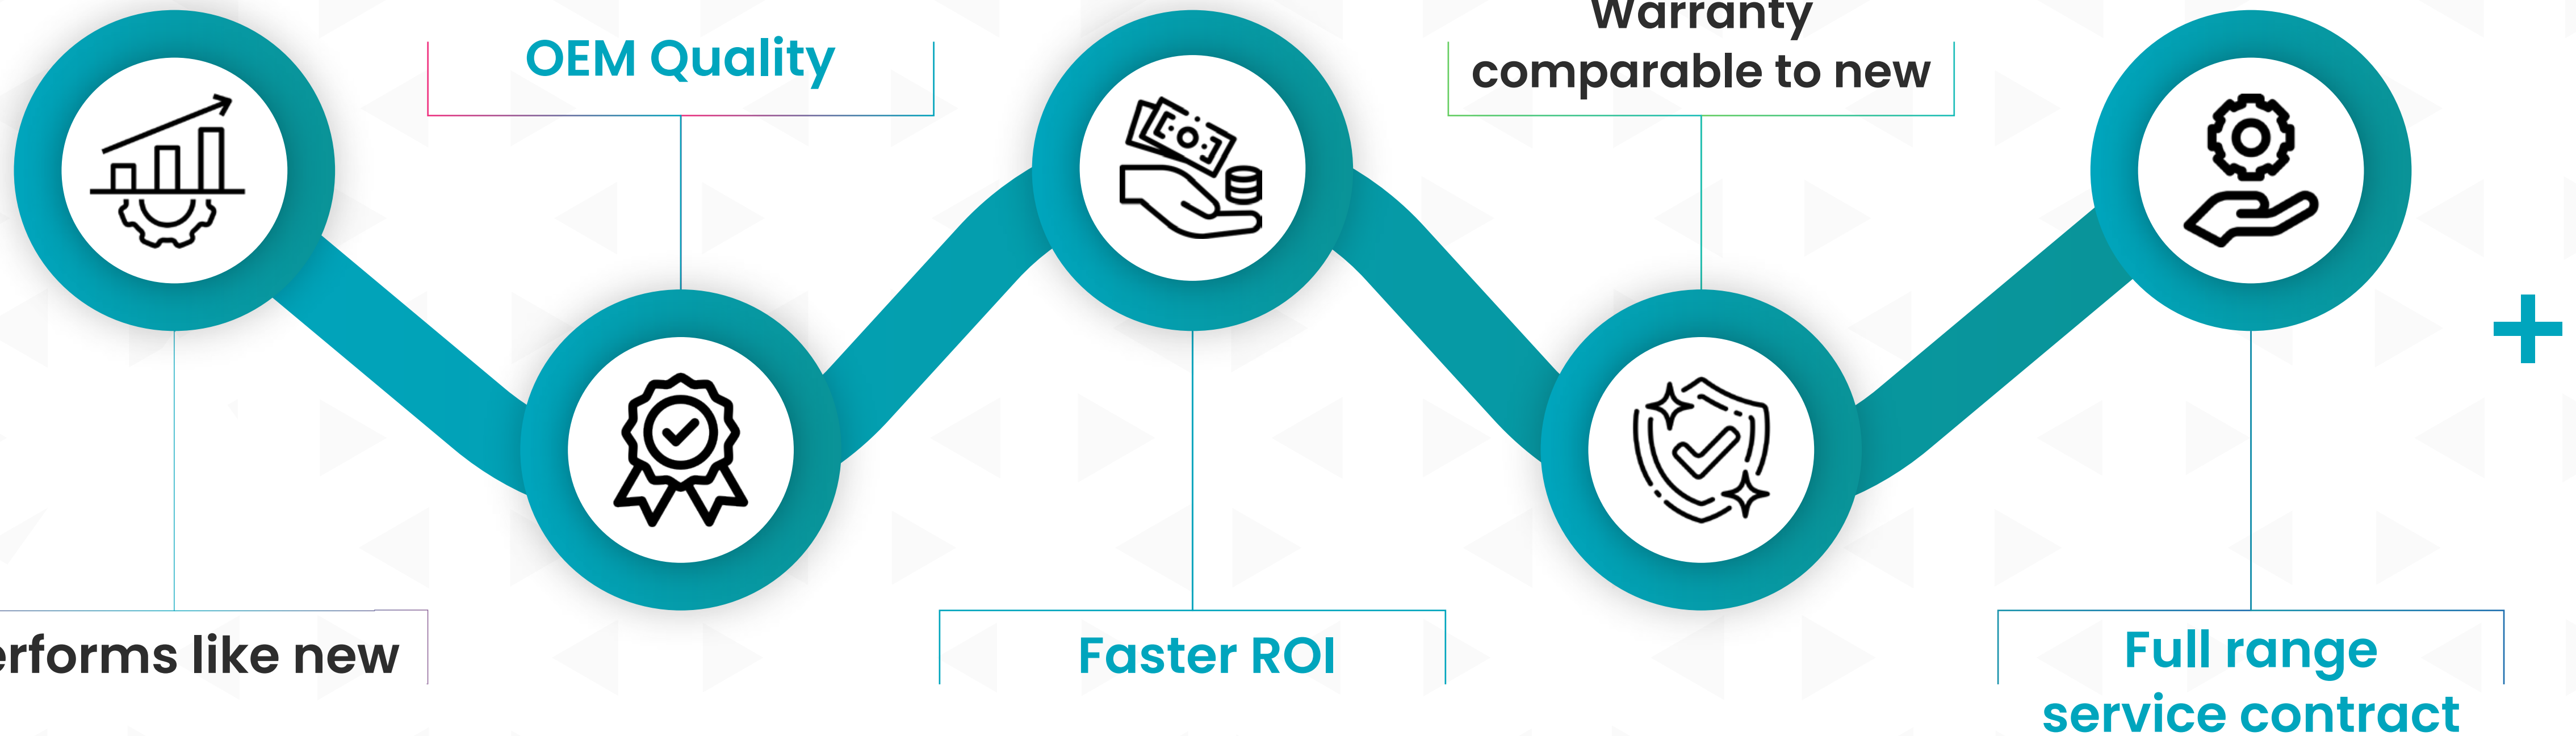 OEM Quality
Warranty
comparable to new
erforms like new
Faster ROI
Full range
service contract
+